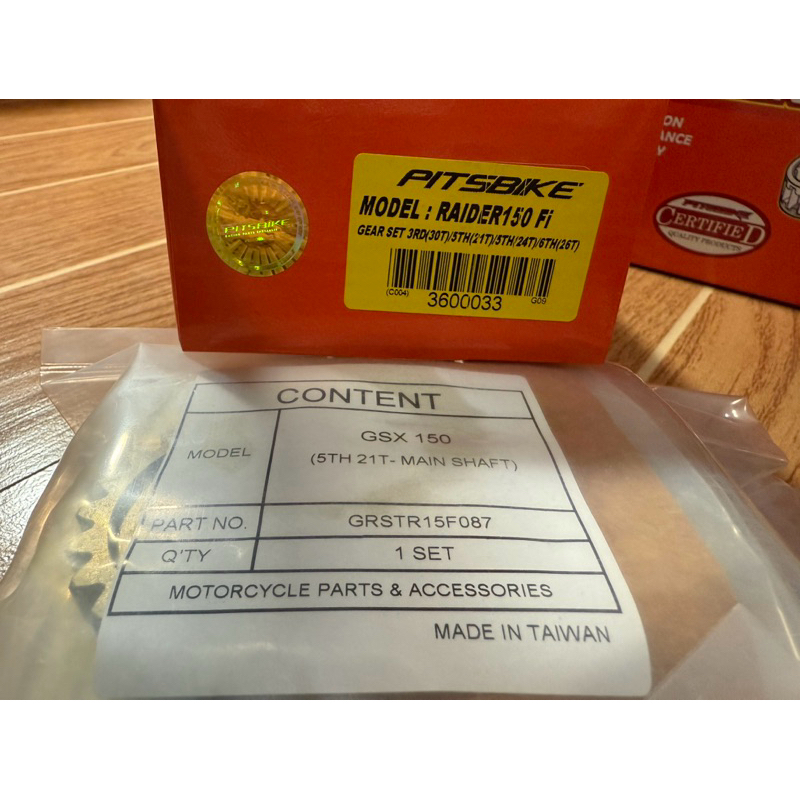 PITSBIKE
MODEL : RAIDER150 Fi
GEAR SET 3RD(30T)/5TH(21T)/5TH(24T)/6TH(26T)
(C004) 3600033 G09
PITSBIKE
ON
ANCE
Y
CERTIFIED
QUALITY PRODUCTS
CONTENT
MODEL
GSX 150
(5TH 21T- MAIN SHAFT)
PART NO. GRSTR15F087
Q'TY 1 SET
MOTORCYCLE PARTS & ACCESSORIES
MADE IN TAIWAN